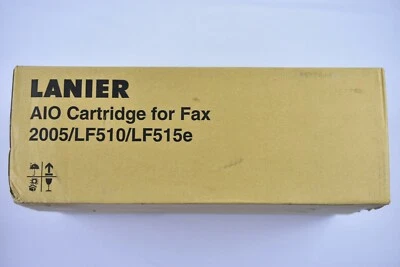 LANIER
AIO Cartridge for Fax
2005/LF510/LF515e